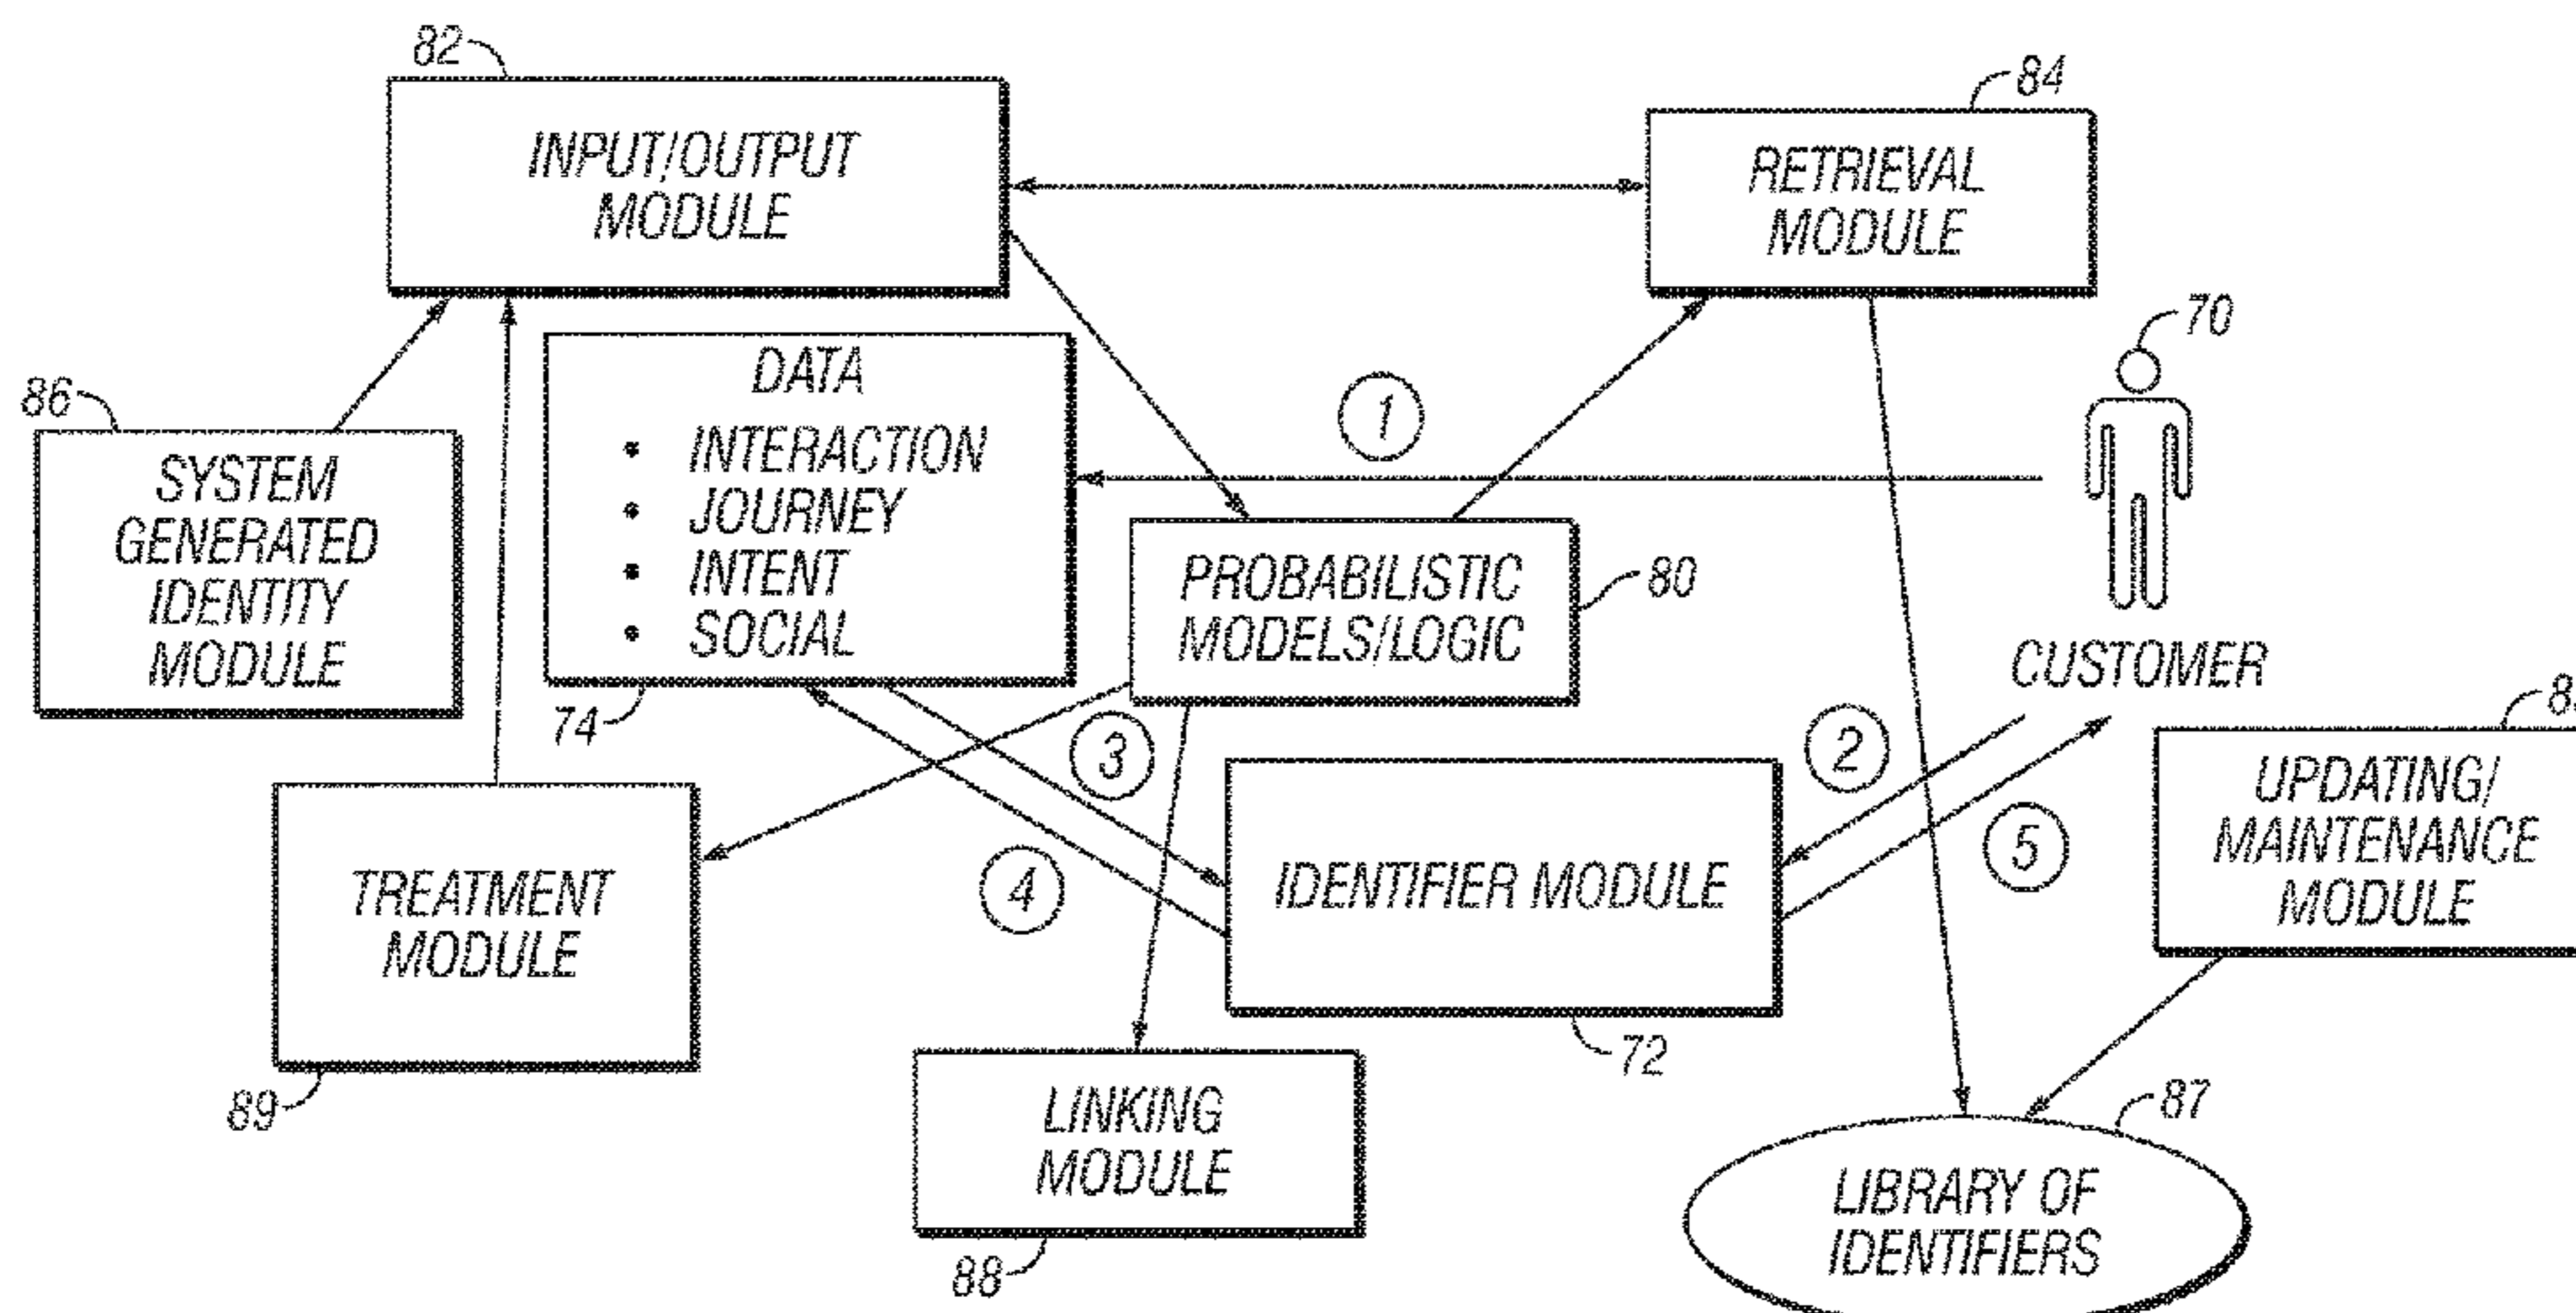 82
INPUT/OUTPUT
MODULE
84
RETRIEVAL
MODULE
70
CUSTOMER
86
SYSTEM
GENERATED
IDENTITY
MODULE
DATA
• INTERACTION
• JOURNEY
• INTENT
• SOCIAL
74
1
PROBABILISTIC
MODELS/LOGIC
80
3
4
2
5
UPDATING/
MAINTENANCE
MODULE
TREATMENT
MODULE
89
IDENTIFIER MODULE
72
LINKING
MODULE
88
87
LIBRARY OF
IDENTIFIERS